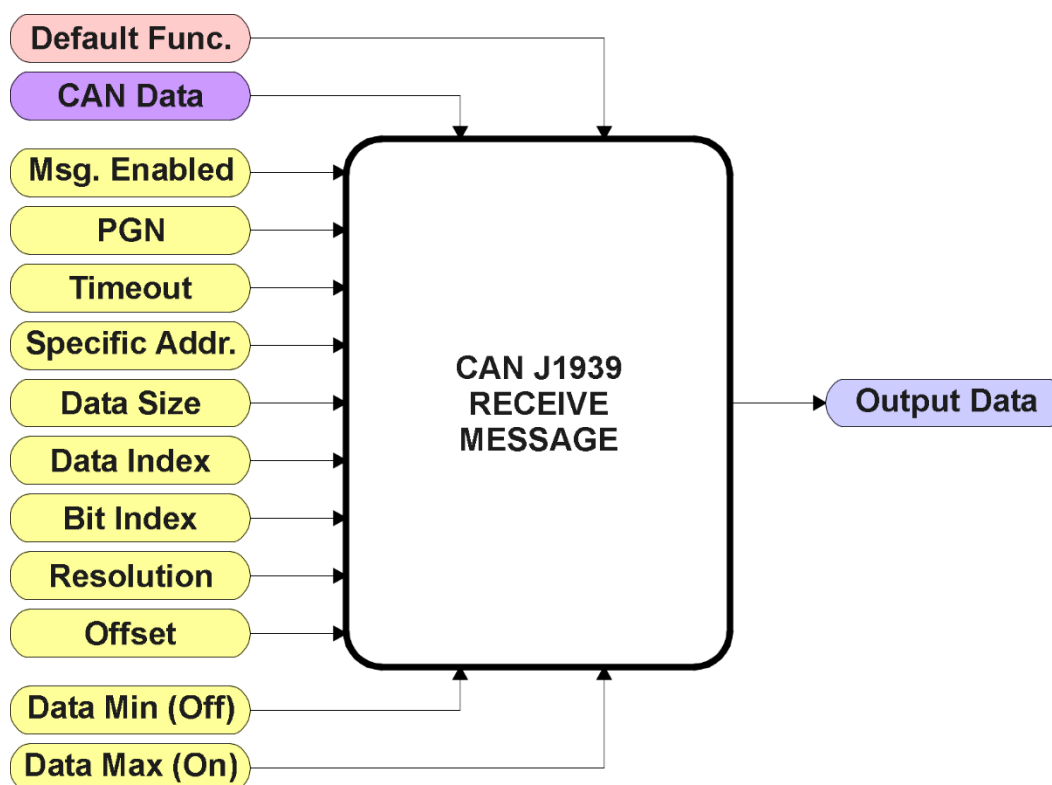 Default Func.
CAN Data
Msg. Enabled
PGN
Timeout
Specific Addr.
Data Size
Data Index
Bit Index
Resolution
Offset
Data Min (Off)
Data Max (On)
CAN J1939
RECEIVE
MESSAGE
Output Data